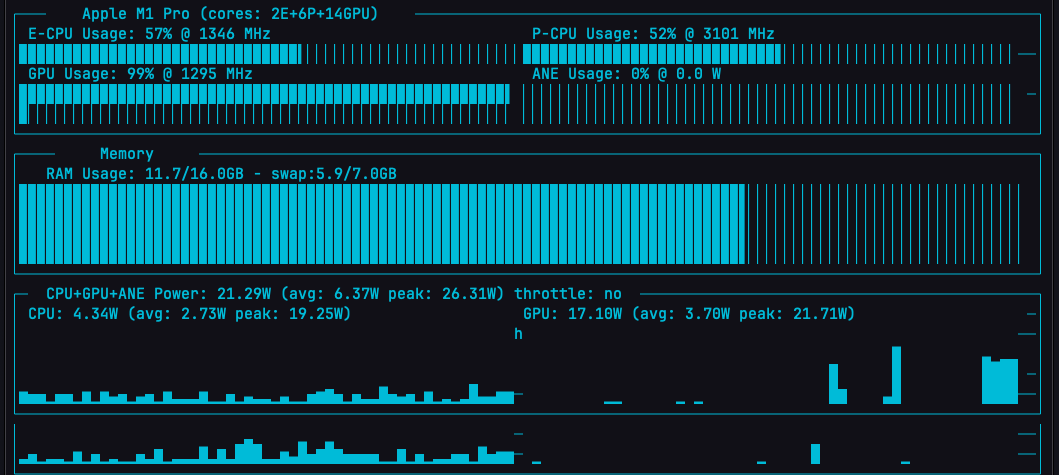 Apple M1 Pro (cores: 2E+6P+14GPU)
E-CPU Usage: 57% @ 1346 MHz
P-CPU Usage: 52% @ 3101 MHz
GPU Usage: 99% @ 1295 MHz
ANE Usage: 0% @ 0.0 W
Memory
RAM Usage: 11.7/16.0GB - swap:5.9/7.0GB
CPU+GPU+ANE Power: 21.29W (avg: 6.37W peak: 26.31W) throttle: no
CPU: 4.34W (avg: 2.73W peak: 19.25W)
GPU: 17.10W (avg: 3.70W peak: 21.71W)
h